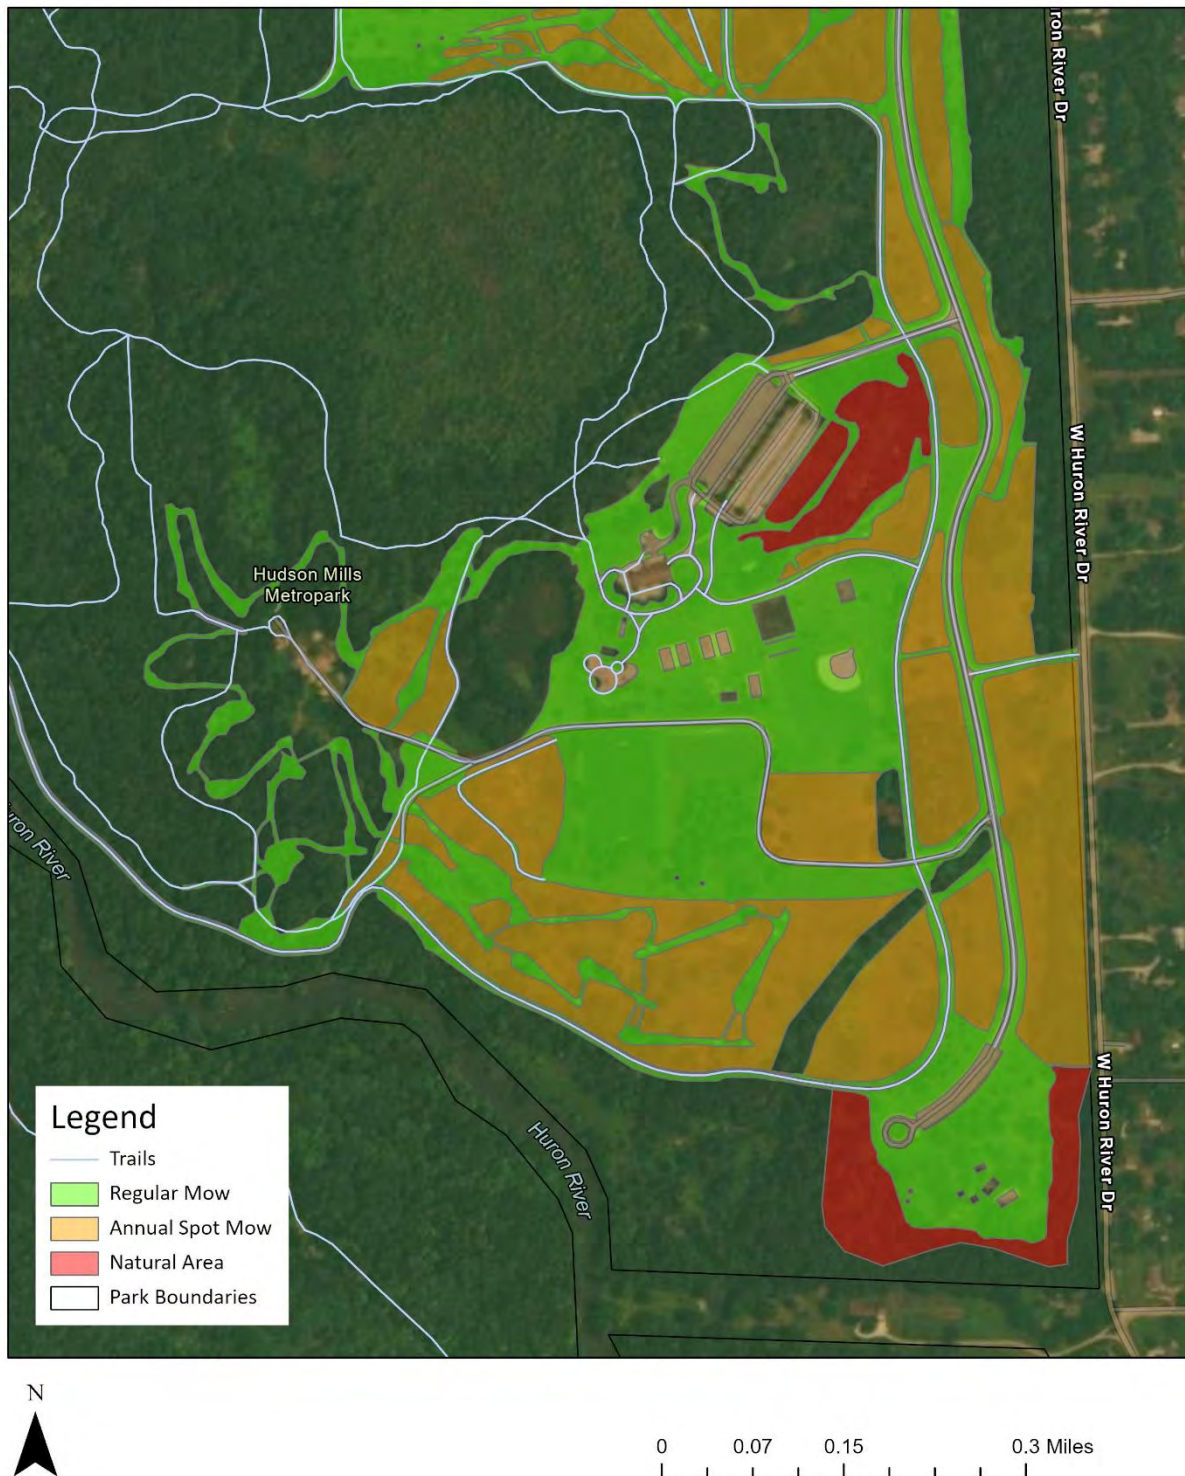 ron River Dr
W Huron River Dr
Hudson Mills
Metropark
uron River
W Huron River Dr
Huron River
Legend
Trails
Regular Mow
Annual Spot Mow
Natural Area
Park Boundaries
N
0 0.07 0.15 0.3 Miles